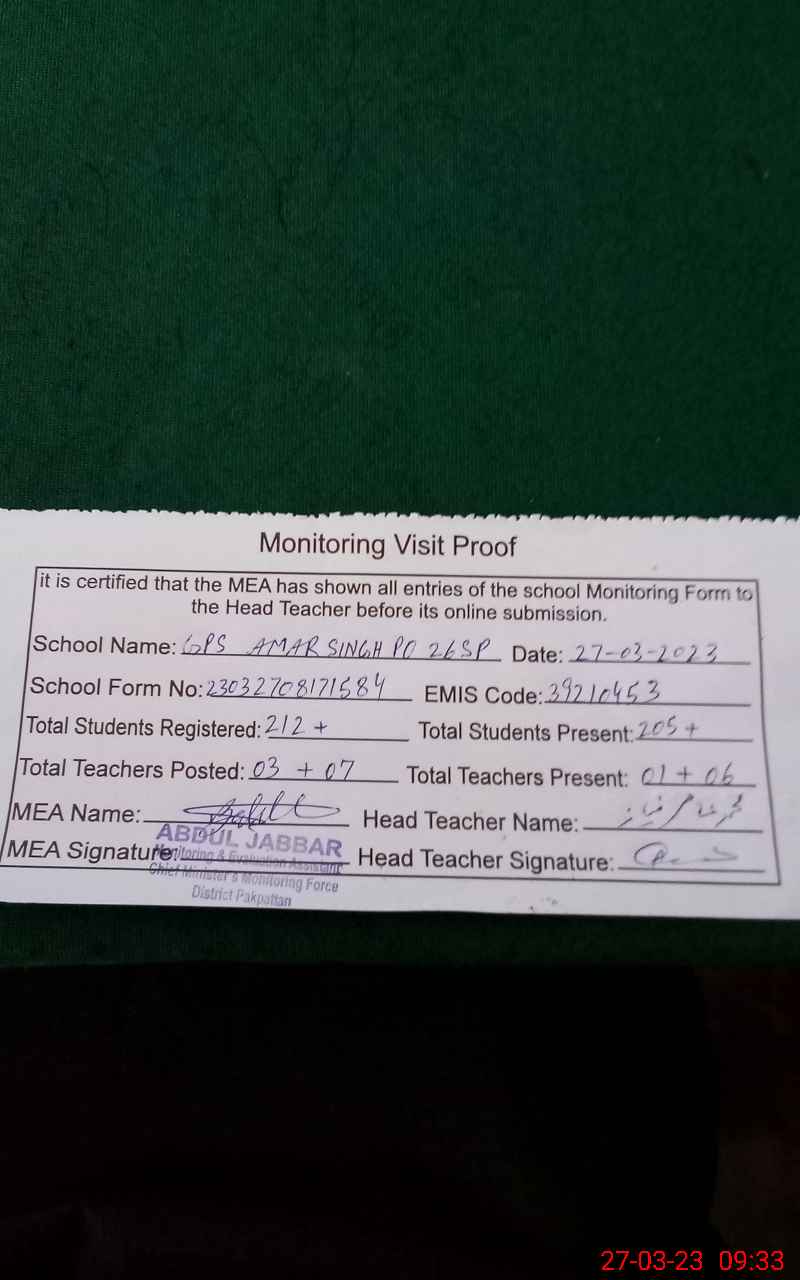 Monitoring Visit Proof
it is certified that the MEA has shown all entries of the school Monitoring Form to
the Head Teacher before its online submission.
School Name: GPS AMAR SINGH PO 26SP Date: 27-03-2023
School Form No: 23032708171584 EMIS Code: 39210453
Total Students Registered: 212 + Total Students Present: 205 +
Total Teachers Posted: 03 + 07 Total Teachers Present: 01 + 06
MEA Name: Head Teacher Name:
ABDUL JABBAR
MEA Signature: Head Teacher Signature:
Monitoring & Evaluation Assistant
Chief Minister's Monitoring Force
District Pakpattan
27-03-23 09:33